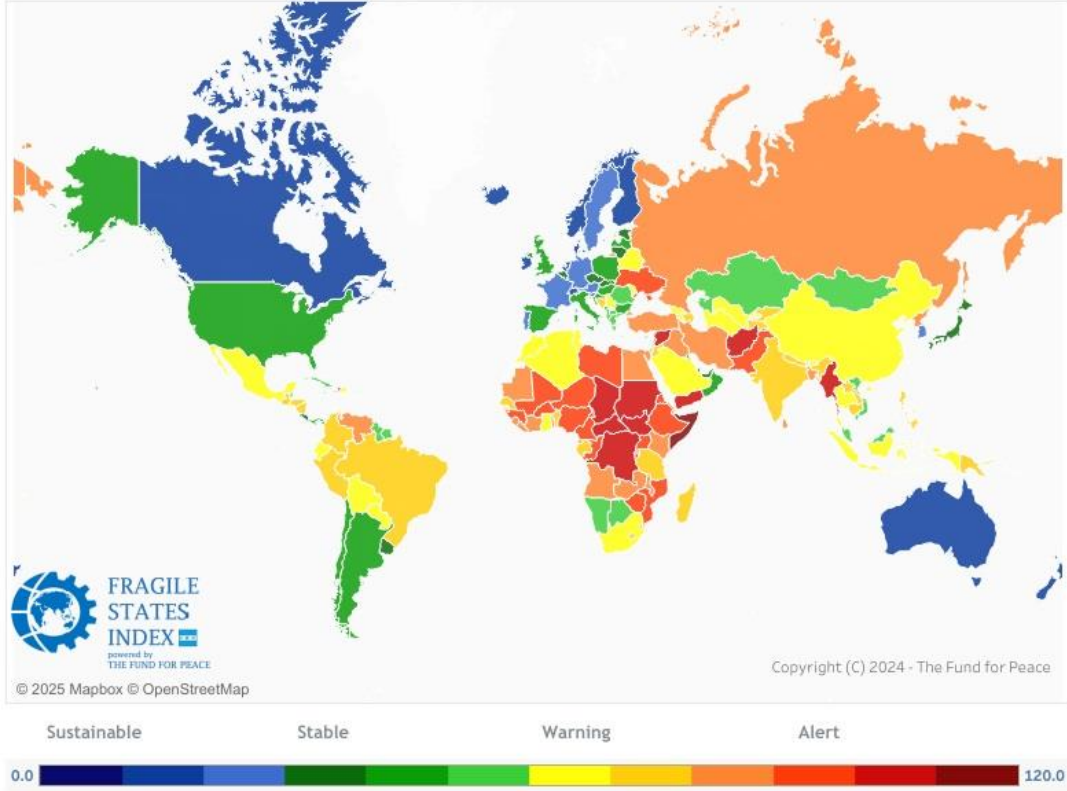 FRAGILE
STATES
INDEX
powered by
THE FUND FOR PEACE
Copyright (C) 2024 - The Fund for Peace
© 2025 Mapbox © OpenStreetMap
Sustainable Stable Warning Alert
0.0 120.0